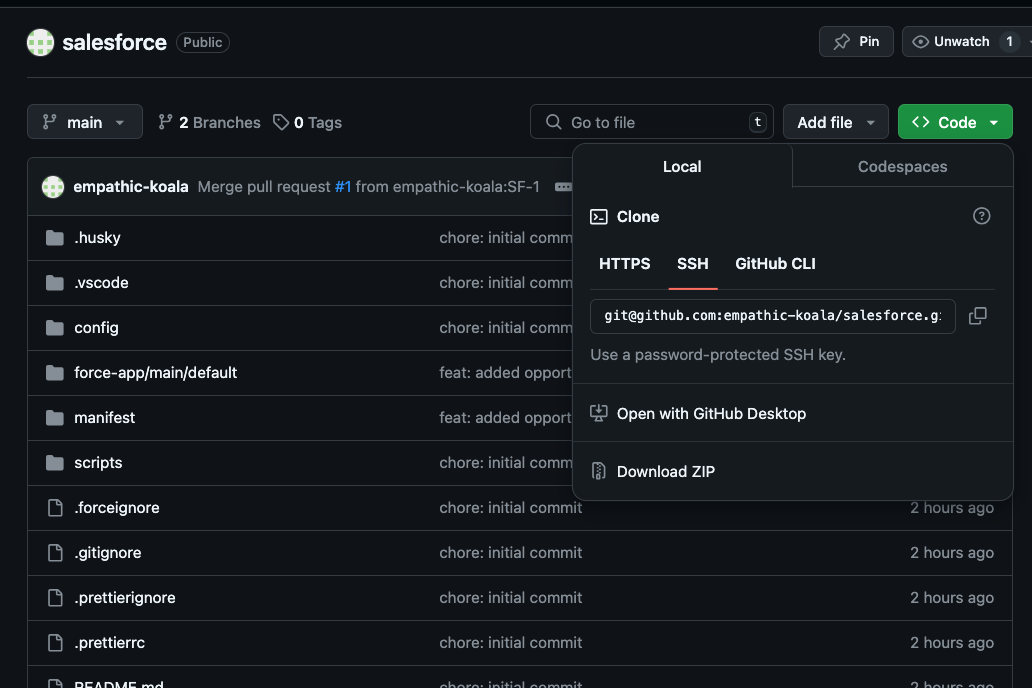 salesforce Public Pin Unwatch 1
main 2 Branches 0 Tags Go to file t Add file Code
empathic-koala Merge pull request #1 from empathic-koala:SF-1
Local Codespaces
Clone
HTTPS SSH GitHub CLI
git@github.com:empathic-koala/salesforce.g
Use a password-protected SSH key.
Open with GitHub Desktop
Download ZIP
.husky chore: initial comm
.vscode chore: initial comm
config chore: initial comm
force-app/main/default feat: added opport
manifest feat: added opport
scripts chore: initial comm
.forceignore chore: initial commit 2 hours ago
.gitignore chore: initial commit 2 hours ago
.prettierignore chore: initial commit 2 hours ago
.prettierrc chore: initial commit 2 hours ago
README.md chore: initial commit 2 hours ago